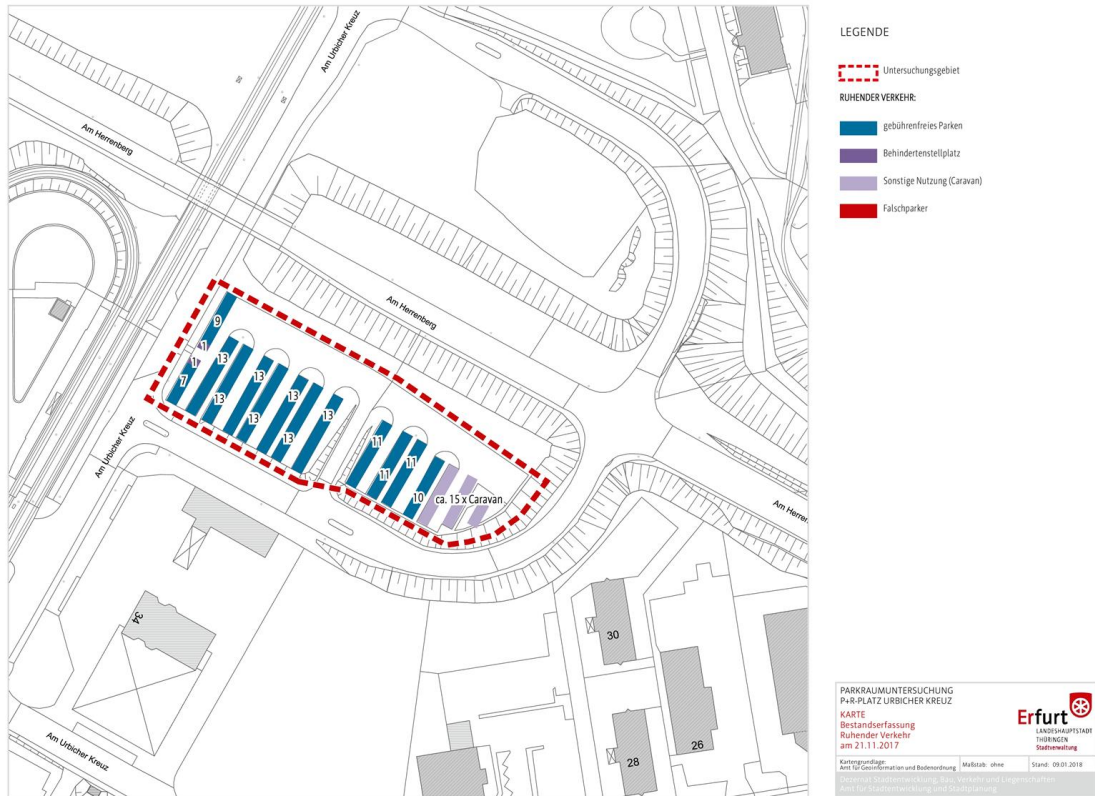 Am Urbicher Kreuz
Am Herrenberg
Am Herrenberg
9
1
1
7
13
13
13
13
13
13
13
11
11
11
10
ca. 15 x Caravan
Am Urbicher Kreuz
Am Herren
34
30
28
26
Am Urbicher Kreuz
LEGENDE
Untersuchungsgebiet
RUHENDER VERKEHR:
gebührenfreies Parken
Behindertenstellplatz
Sonstige Nutzung (Caravan)
Falschparker
PARKRAUMUNTERSUCHUNG
P+R-PLATZ URBICHER KREUZ
KARTE
Bestandserfassung
Ruhender Verkehr
am 21.11.2017
Erfurt
LANDESHAUPTSTADT
THÜRINGEN
Stadtverwaltung
Kartengrundlage:
Amt für Geoinformation und Bodenordnung
Maßstab: ohne
Stand: 09.01.2018
Dezernat Stadtentwicklung, Bau, Verkehr und Liegenschaften
Amt für Stadtentwicklung und Stadtplanung